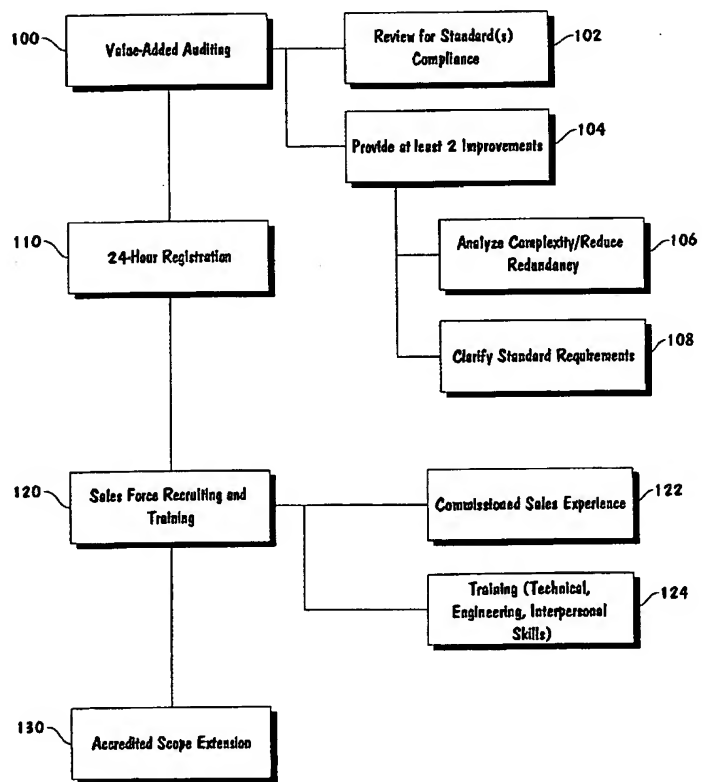 100
Value-Added Auditing
Review for Standard(s)
Compliance
102
Provide at least 2 Improvements
104
110
24-Hour Registration
Analyze Complexity/Reduce
Redundancy
106
Clarify Standard Requirements
108
120
Sales Force Recruiting and
Training
Commissioned Sales Experience
122
Training (Technical,
Engineering, Interpersonal
Skills)
124
130
Accredited Scope Extension